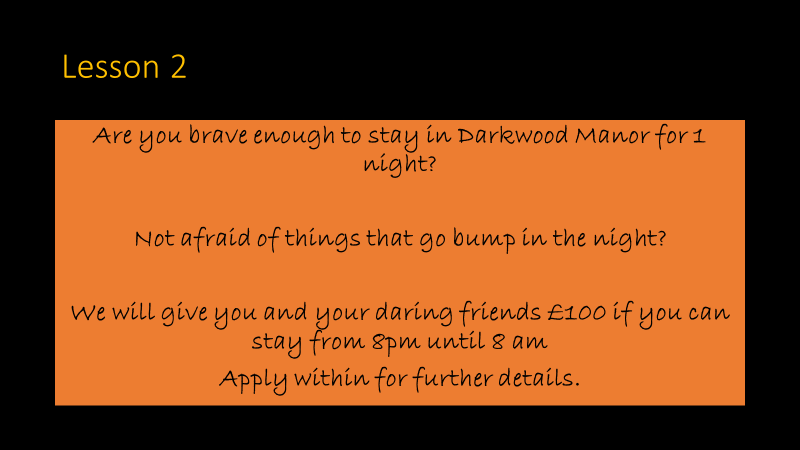 Lesson 2
Are you brave enough to stay in Darkwood Manor for 1
night?
Not afraid of things that go bump in the night?
We will give you and your daring friends £100 if you can
stay from 8pm until 8 am
Apply within for further details.